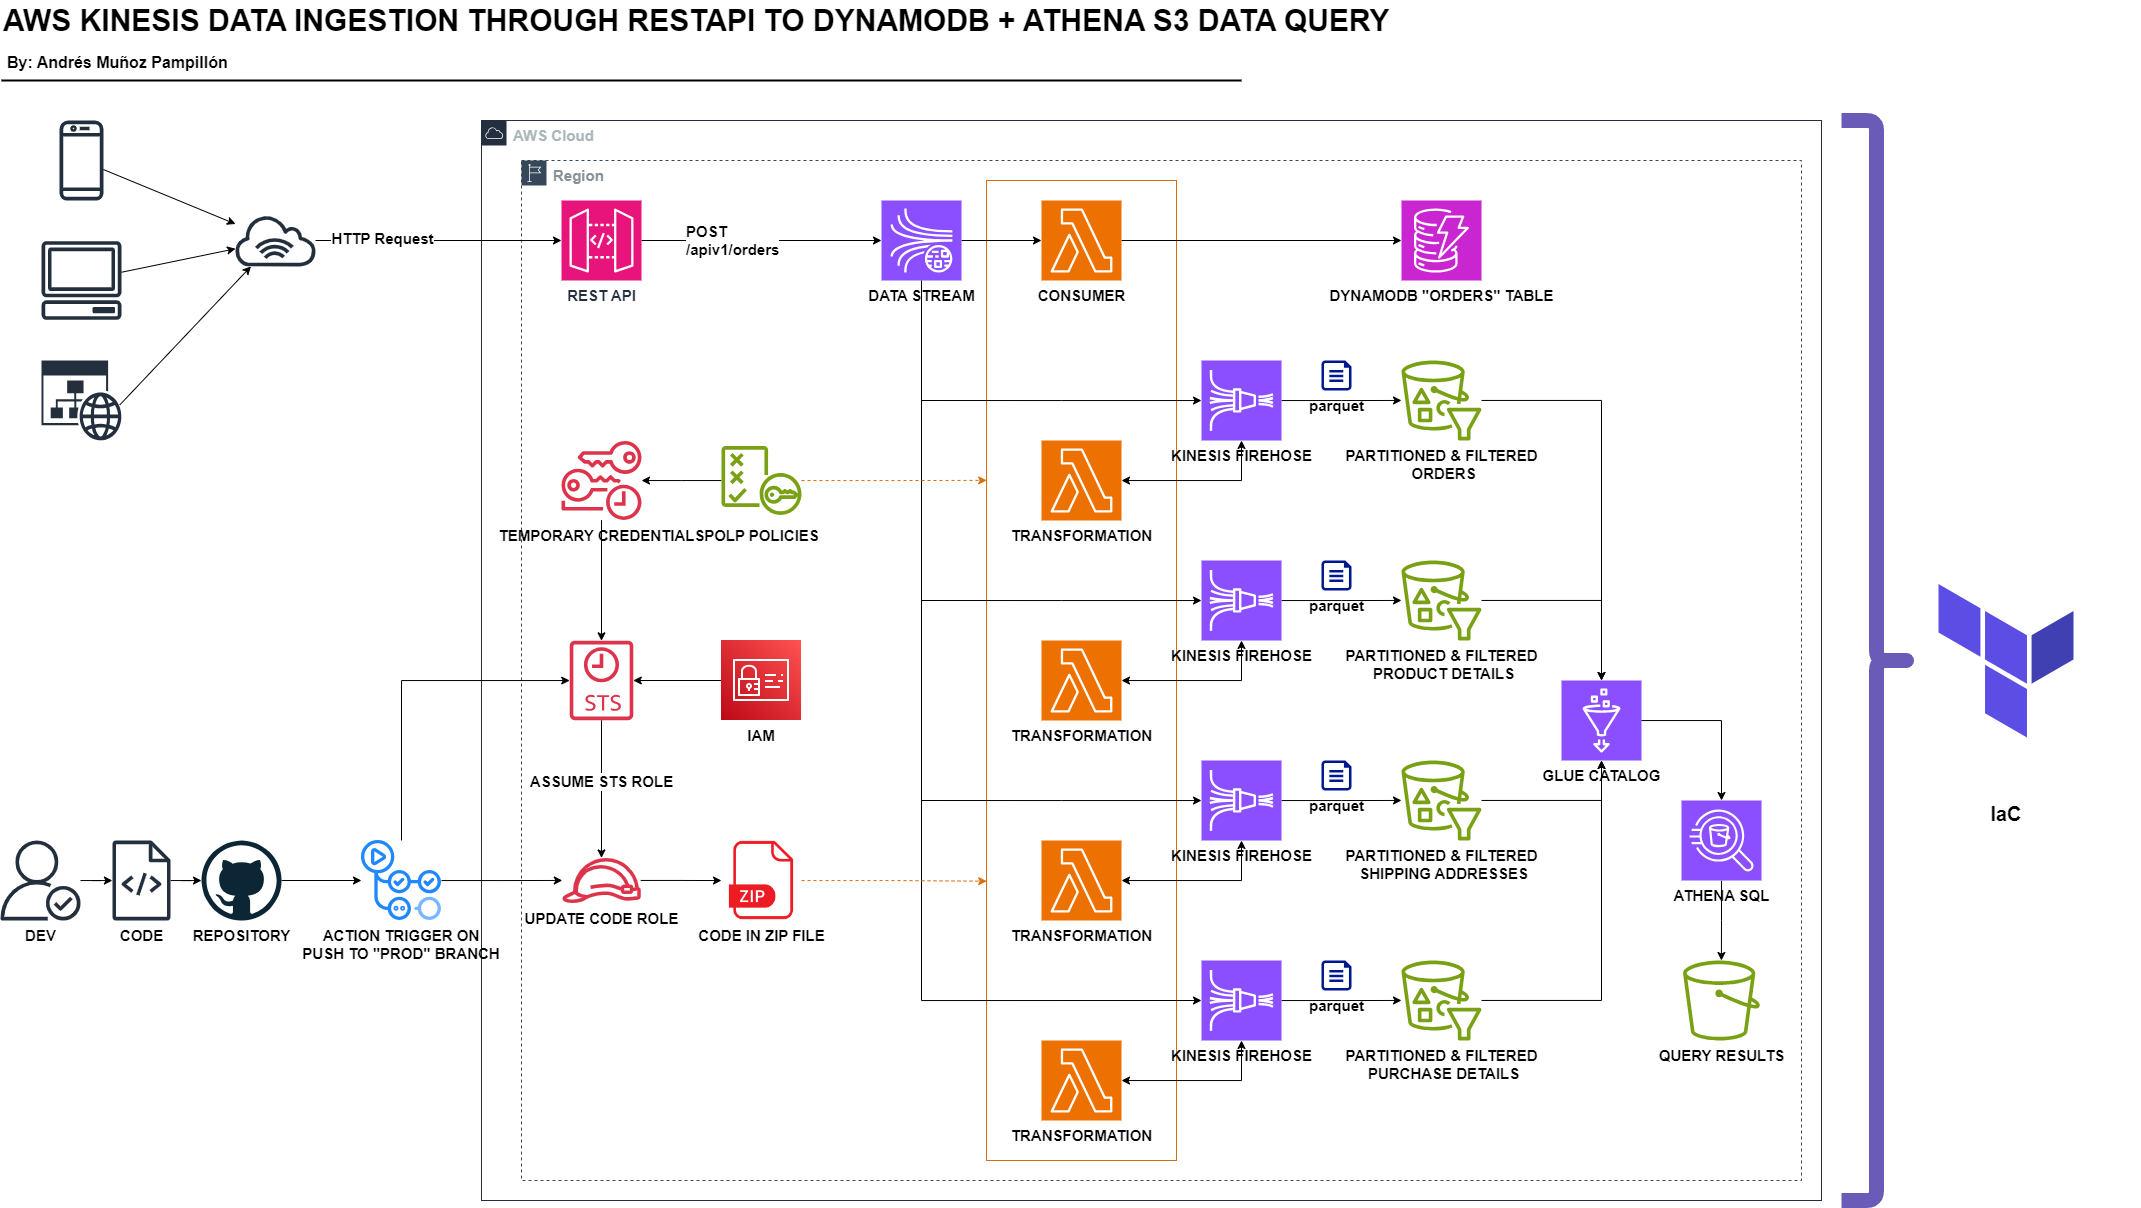 AWS KINESIS DATA INGESTION THROUGH RESTAPI TO DYNAMODB + ATHENA S3 DATA QUERY
By: Andrés Muñoz Pampillón
AWS Cloud
Region
HTTP Request
REST API
POST
/apiv1/orders
DATA STREAM
CONSUMER
DYNAMODB "ORDERS" TABLE
KINESIS FIREHOSE
parquet
PARTITIONED & FILTERED
ORDERS
TEMPORARY CREDENTIALS
POLP POLICIES
TRANSFORMATION
KINESIS FIREHOSE
parquet
PARTITIONED & FILTERED
PRODUCT DETAILS
STS
IAM
TRANSFORMATION
GLUE CATALOG
ASSUME STS ROLE
KINESIS FIREHOSE
parquet
PARTITIONED & FILTERED
SHIPPING ADDRESSES
ATHENA SQL
IaC
DEV
CODE
REPOSITORY
ACTION TRIGGER ON
PUSH TO "PROD" BRANCH
UPDATE CODE ROLE
ZIP
CODE IN ZIP FILE
TRANSFORMATION
KINESIS FIREHOSE
parquet
PARTITIONED & FILTERED
PURCHASE DETAILS
QUERY RESULTS
TRANSFORMATION